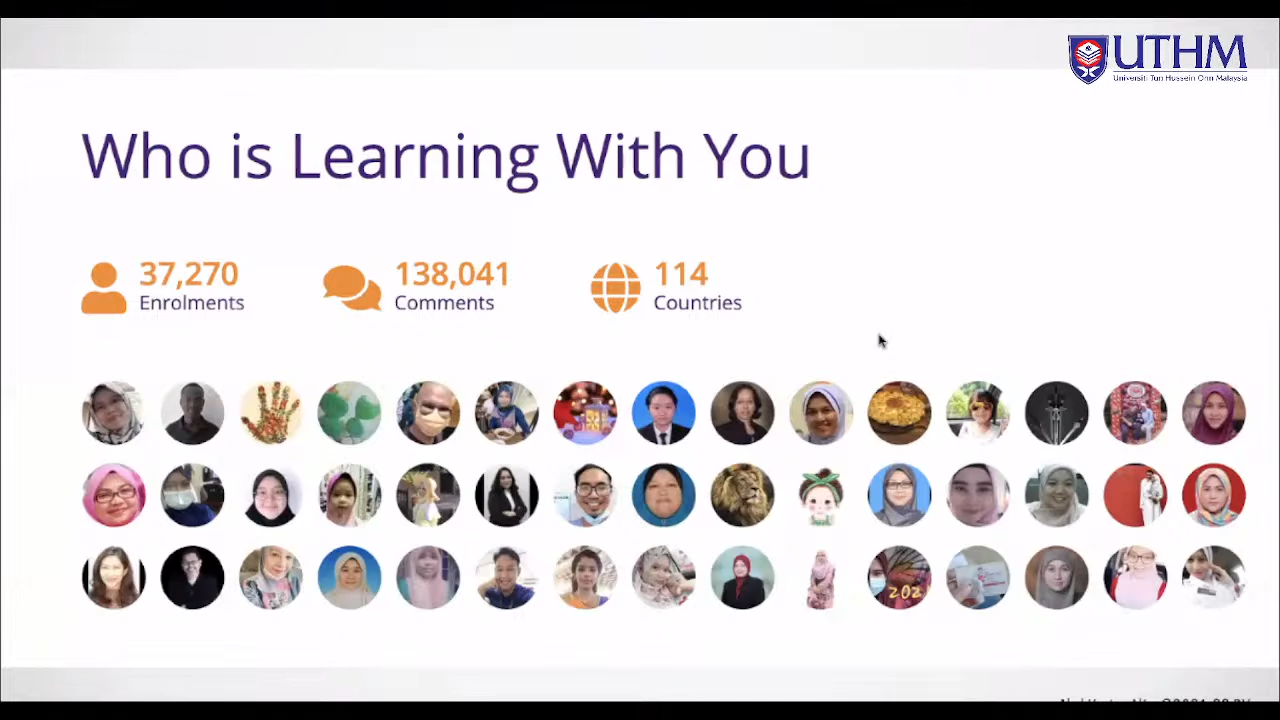 UTHM
Universiti Tun Hussein Onn Malaysia
Who is Learning With You
37,270
Enrolments
138,041
Comments
114
Countries
202